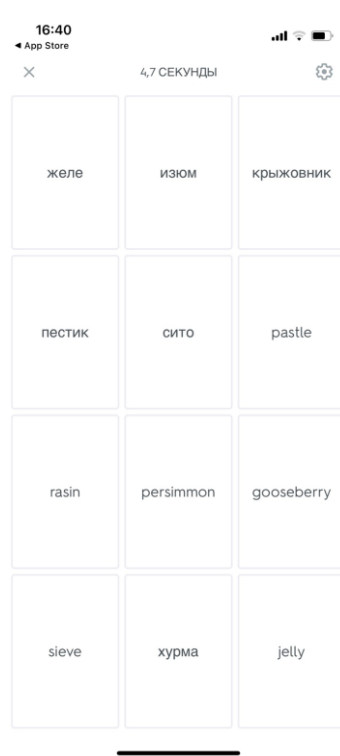 16:40
◀ App Store
4,7 СЕКУНДЫ
желе
изюм
крыжовник
пестик
сито
pastle
rasin
persimmon
gooseberry
sieve
хурма
jelly